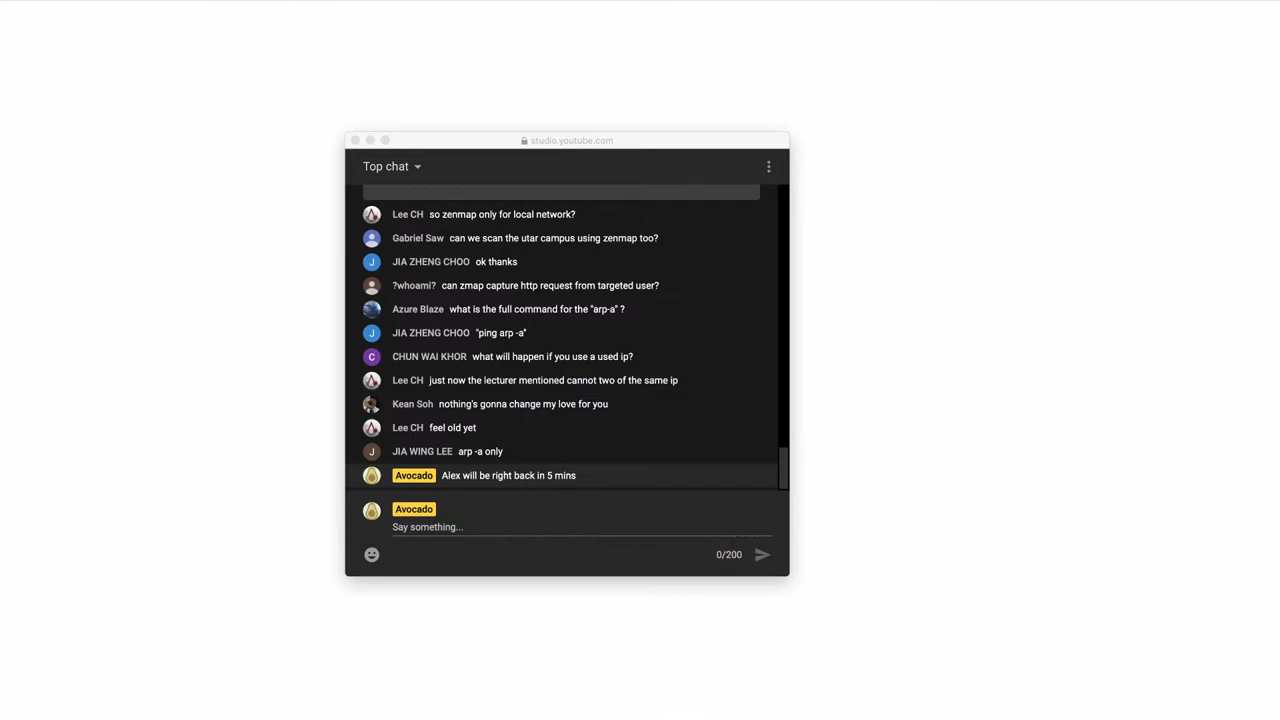 studio.youtube.com
Top chat
Lee CH so zenmap only for local network?
Gabriel Saw can we scan the utar campus using zenmap too?
J JIA ZHENG CHOO ok thanks
?whoami? can zmap capture http request from targeted user?
Azure Blaze what is the full command for the "arp-a" ?
J JIA ZHENG CHOO "ping arp -a"
C CHUN WAI KHOR what will happen if you use a used ip?
Lee CH just now the lecturer mentioned cannot two of the same ip
Kean Soh nothing's gonna change my love for you
Lee CH feel old yet
J JIA WING LEE arp -a only
Avocado Alex will be right back in 5 mins
Avocado
Say something...
0/200